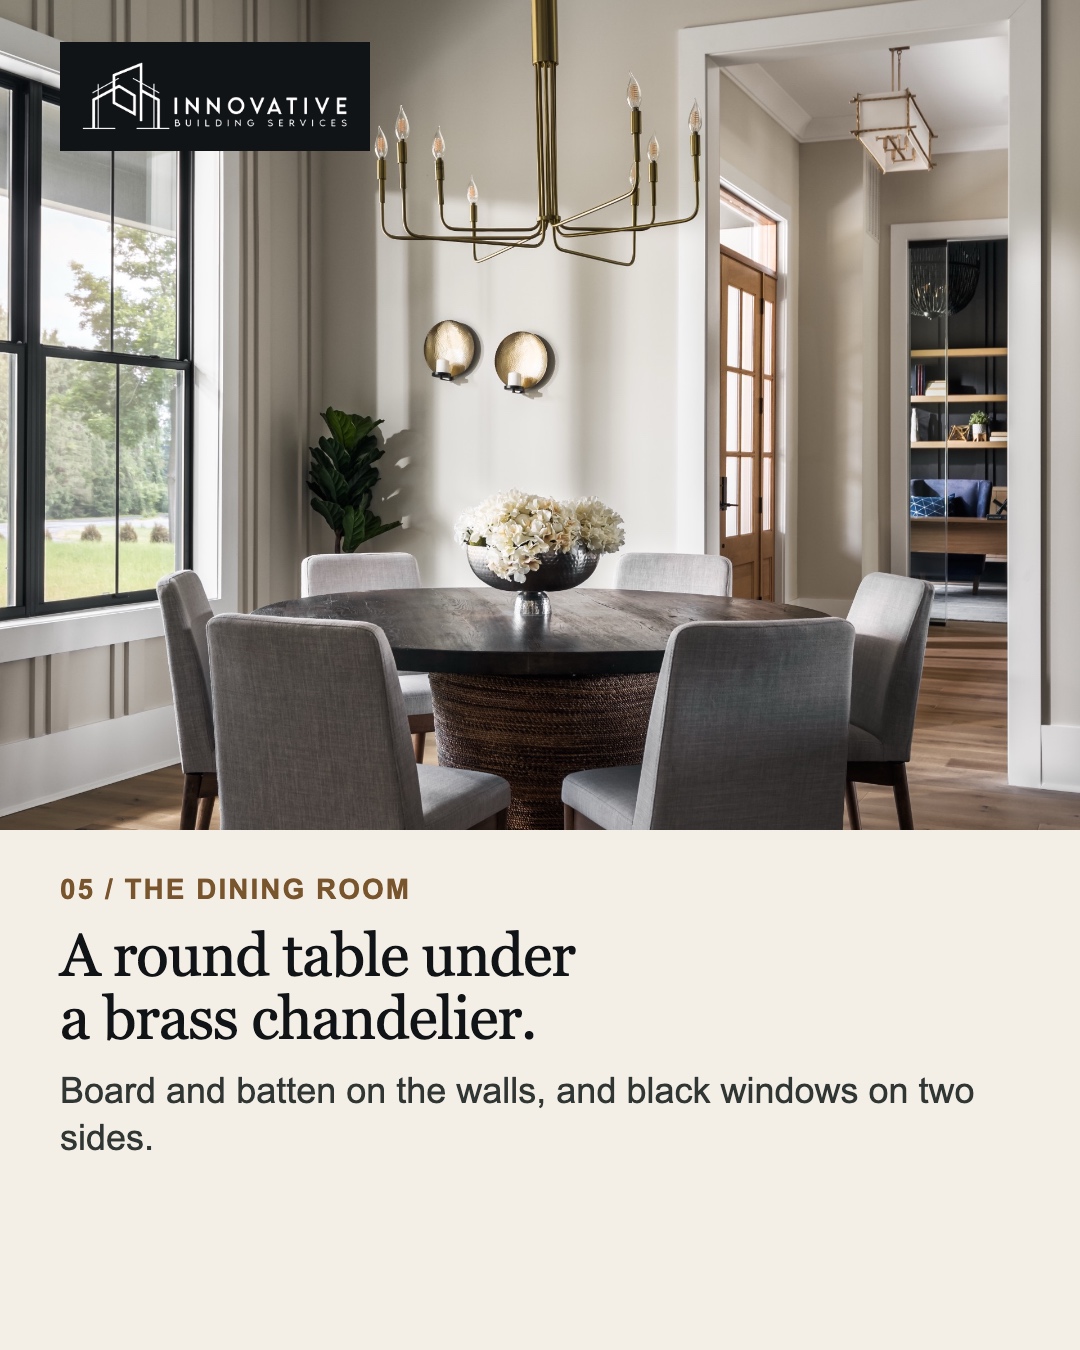 INNOVATIVE
BUILDING SERVICES
05 / THE DINING ROOM
A round table under
a brass chandelier.
Board and batten on the walls, and black windows on two
sides.